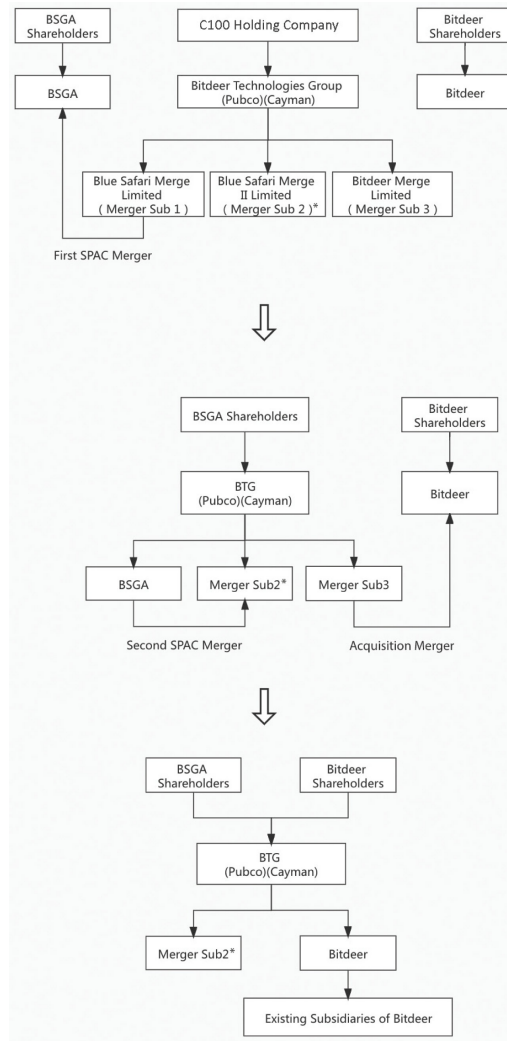 BSGA
Shareholders
C100 Holding Company
Bitdeer
Shareholders
BSGA
Bitdeer Technologies Group
(Pubco)(Cayman)
Bitdeer
Blue Safari Merge
Limited
( Merger Sub 1 )
Blue Safari Merge
II Limited
( Merger Sub 2 )*
Bitdeer Merge
Limited
( Merger Sub 3 )
First SPAC Merger
BSGA Shareholders
Bitdeer
Shareholders
BTG
(Pubco)(Cayman)
Bitdeer
BSGA
Merger Sub2*
Merger Sub3
Second SPAC Merger
Acquisition Merger
BSGA
Shareholders
Bitdeer
Shareholders
BTG
(Pubco)(Cayman)
Merger Sub2*
Bitdeer
Existing Subsidiaries of Bitdeer